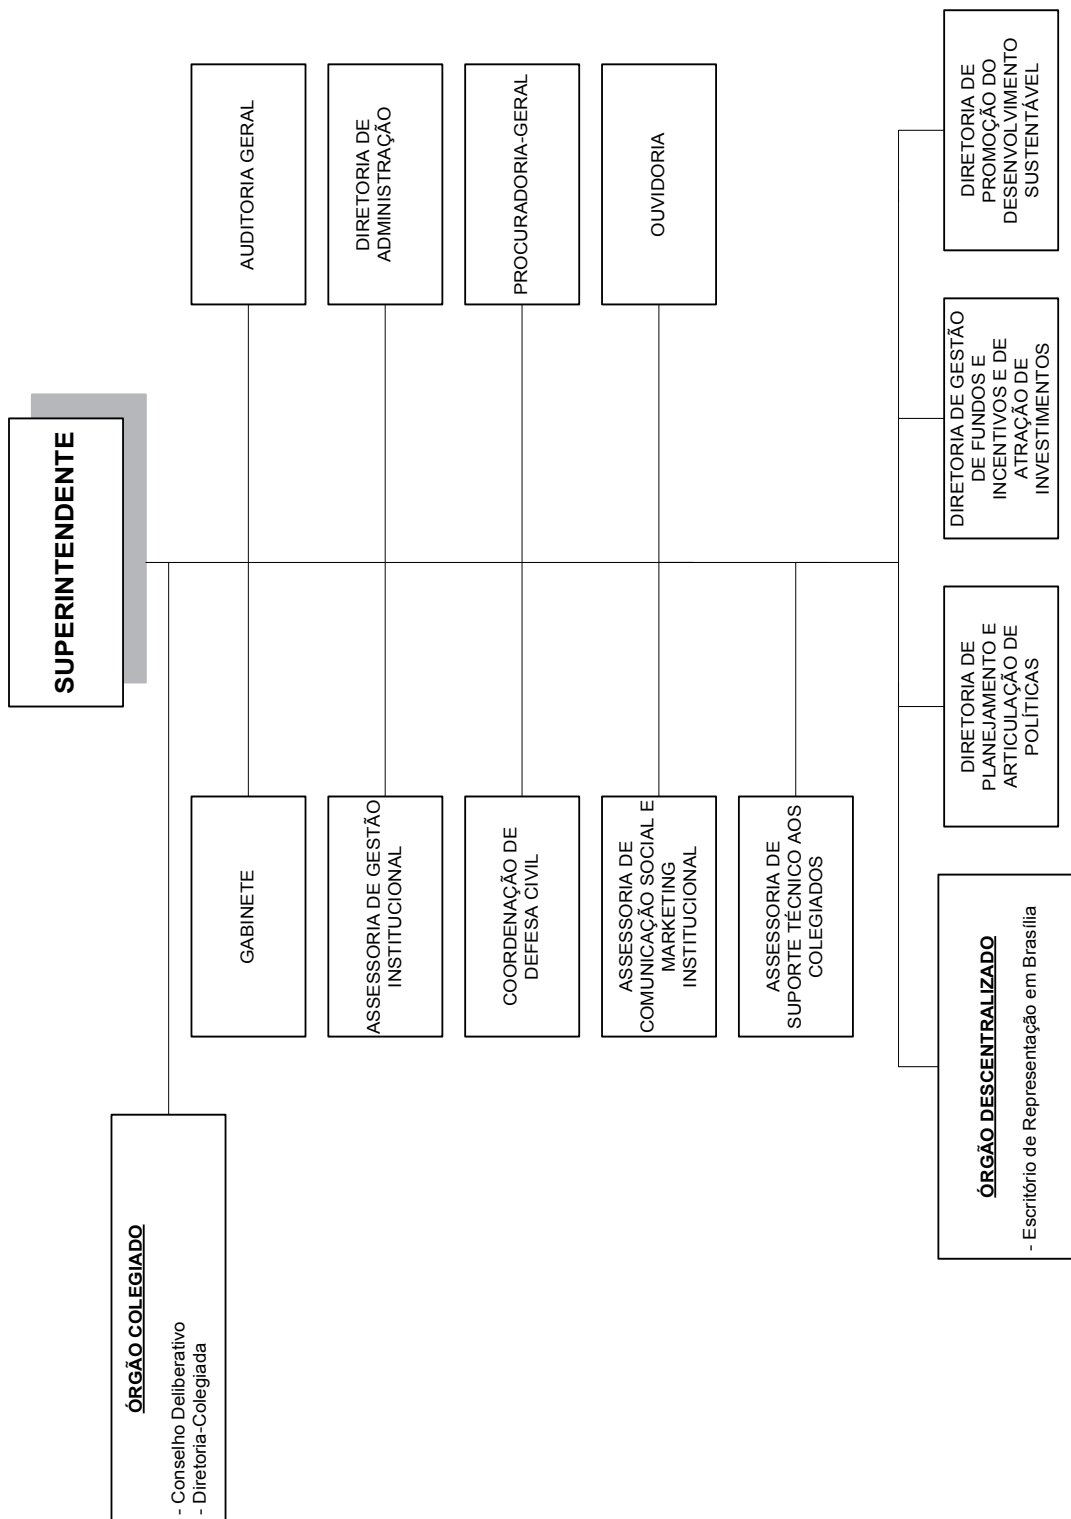 SUPERINTENDENTE
ÓRGÃO COLEGIADO
- Conselho Deliberativo
- Diretoria-Colegiada
GABINETE
AUDITORIA GERAL
ASSESSORIA DE GESTÃO
INSTITUCIONAL
DIRETORIA DE
ADMINISTRAÇÃO
COORDENAÇÃO DE
DEFESA CIVIL
PROCURADORIA-GERAL
ASSESSORIA DE
COMUNICAÇÃO SOCIAL E
MARKETING
INSTITUCIONAL
OUVIDORIA
ASSESSORIA DE
SUPORTE TÉCNICO AOS
COLEGIADOS
ÓRGÃO DESCENTRALIZADO
- Escritório de Representação em Brasília
DIRETORIA DE
PLANEJAMENTO E
ARTICULAÇÃO DE
POLÍTICAS
DIRETORIA DE GESTÃO
DE FUNDOS E
INCENTIVOS E DE
ATRAÇÃO DE
INVESTIMENTOS
DIRETORIA DE
PROMOÇÃO DO
DESENVOLVIMENTO
SUSTENTÁVEL